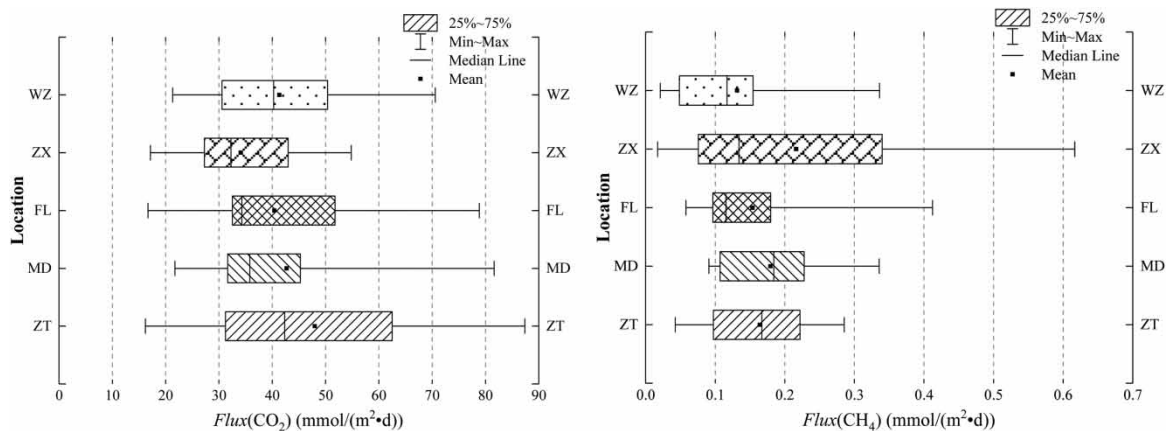 25%~75%
Min~Max
Median Line
Mean
WZ
ZX
FL
MD
ZT
Location
WZ
ZX
FL
MD
ZT
0 10 20 30 40 50 60 70 80 90
Flux(CO₂) (mmol/(m²•d))
25%~75%
Min~Max
Median Line
Mean
WZ
ZX
FL
MD
ZT
Location
WZ
ZX
FL
MD
ZT
0.0 0.1 0.2 0.3 0.4 0.5 0.6 0.7
Flux(CH₄) (mmol/(m²•d))